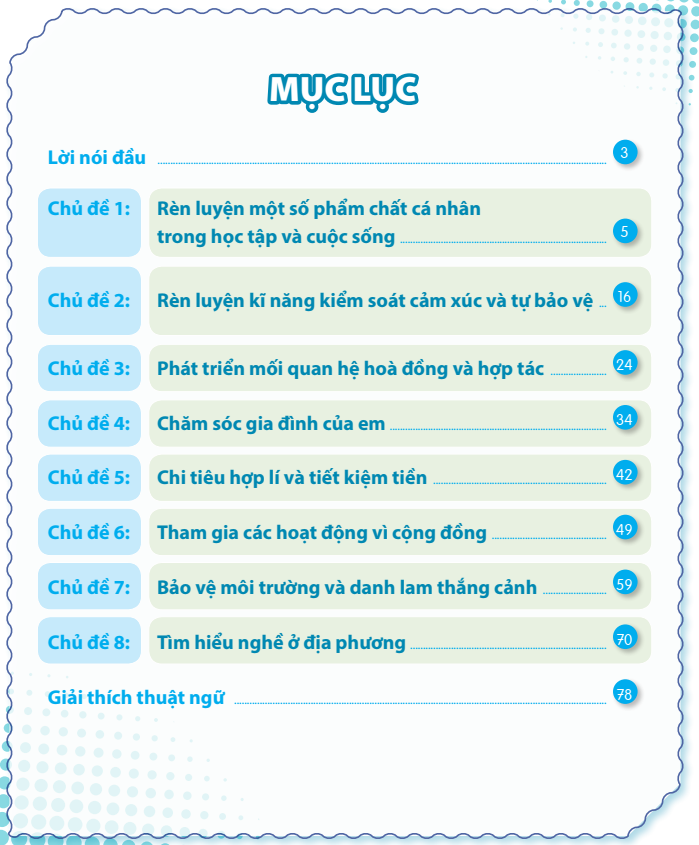 MỤC LỤC
Lời nói đầu 3
Chủ đề 1: Rèn luyện một số phẩm chất cá nhân
trong học tập và cuộc sống 5
Chủ đề 2: Rèn luyện kĩ năng kiểm soát cảm xúc và tự bảo vệ 16
Chủ đề 3: Phát triển mối quan hệ hoà đồng và hợp tác 24
Chủ đề 4: Chăm sóc gia đình của em 34
Chủ đề 5: Chi tiêu hợp lí và tiết kiệm tiền 42
Chủ đề 6: Tham gia các hoạt động vì cộng đồng 49
Chủ đề 7: Bảo vệ môi trường và danh lam thắng cảnh 59
Chủ đề 8: Tìm hiểu nghề ở địa phương 70
Giải thích thuật ngữ 78